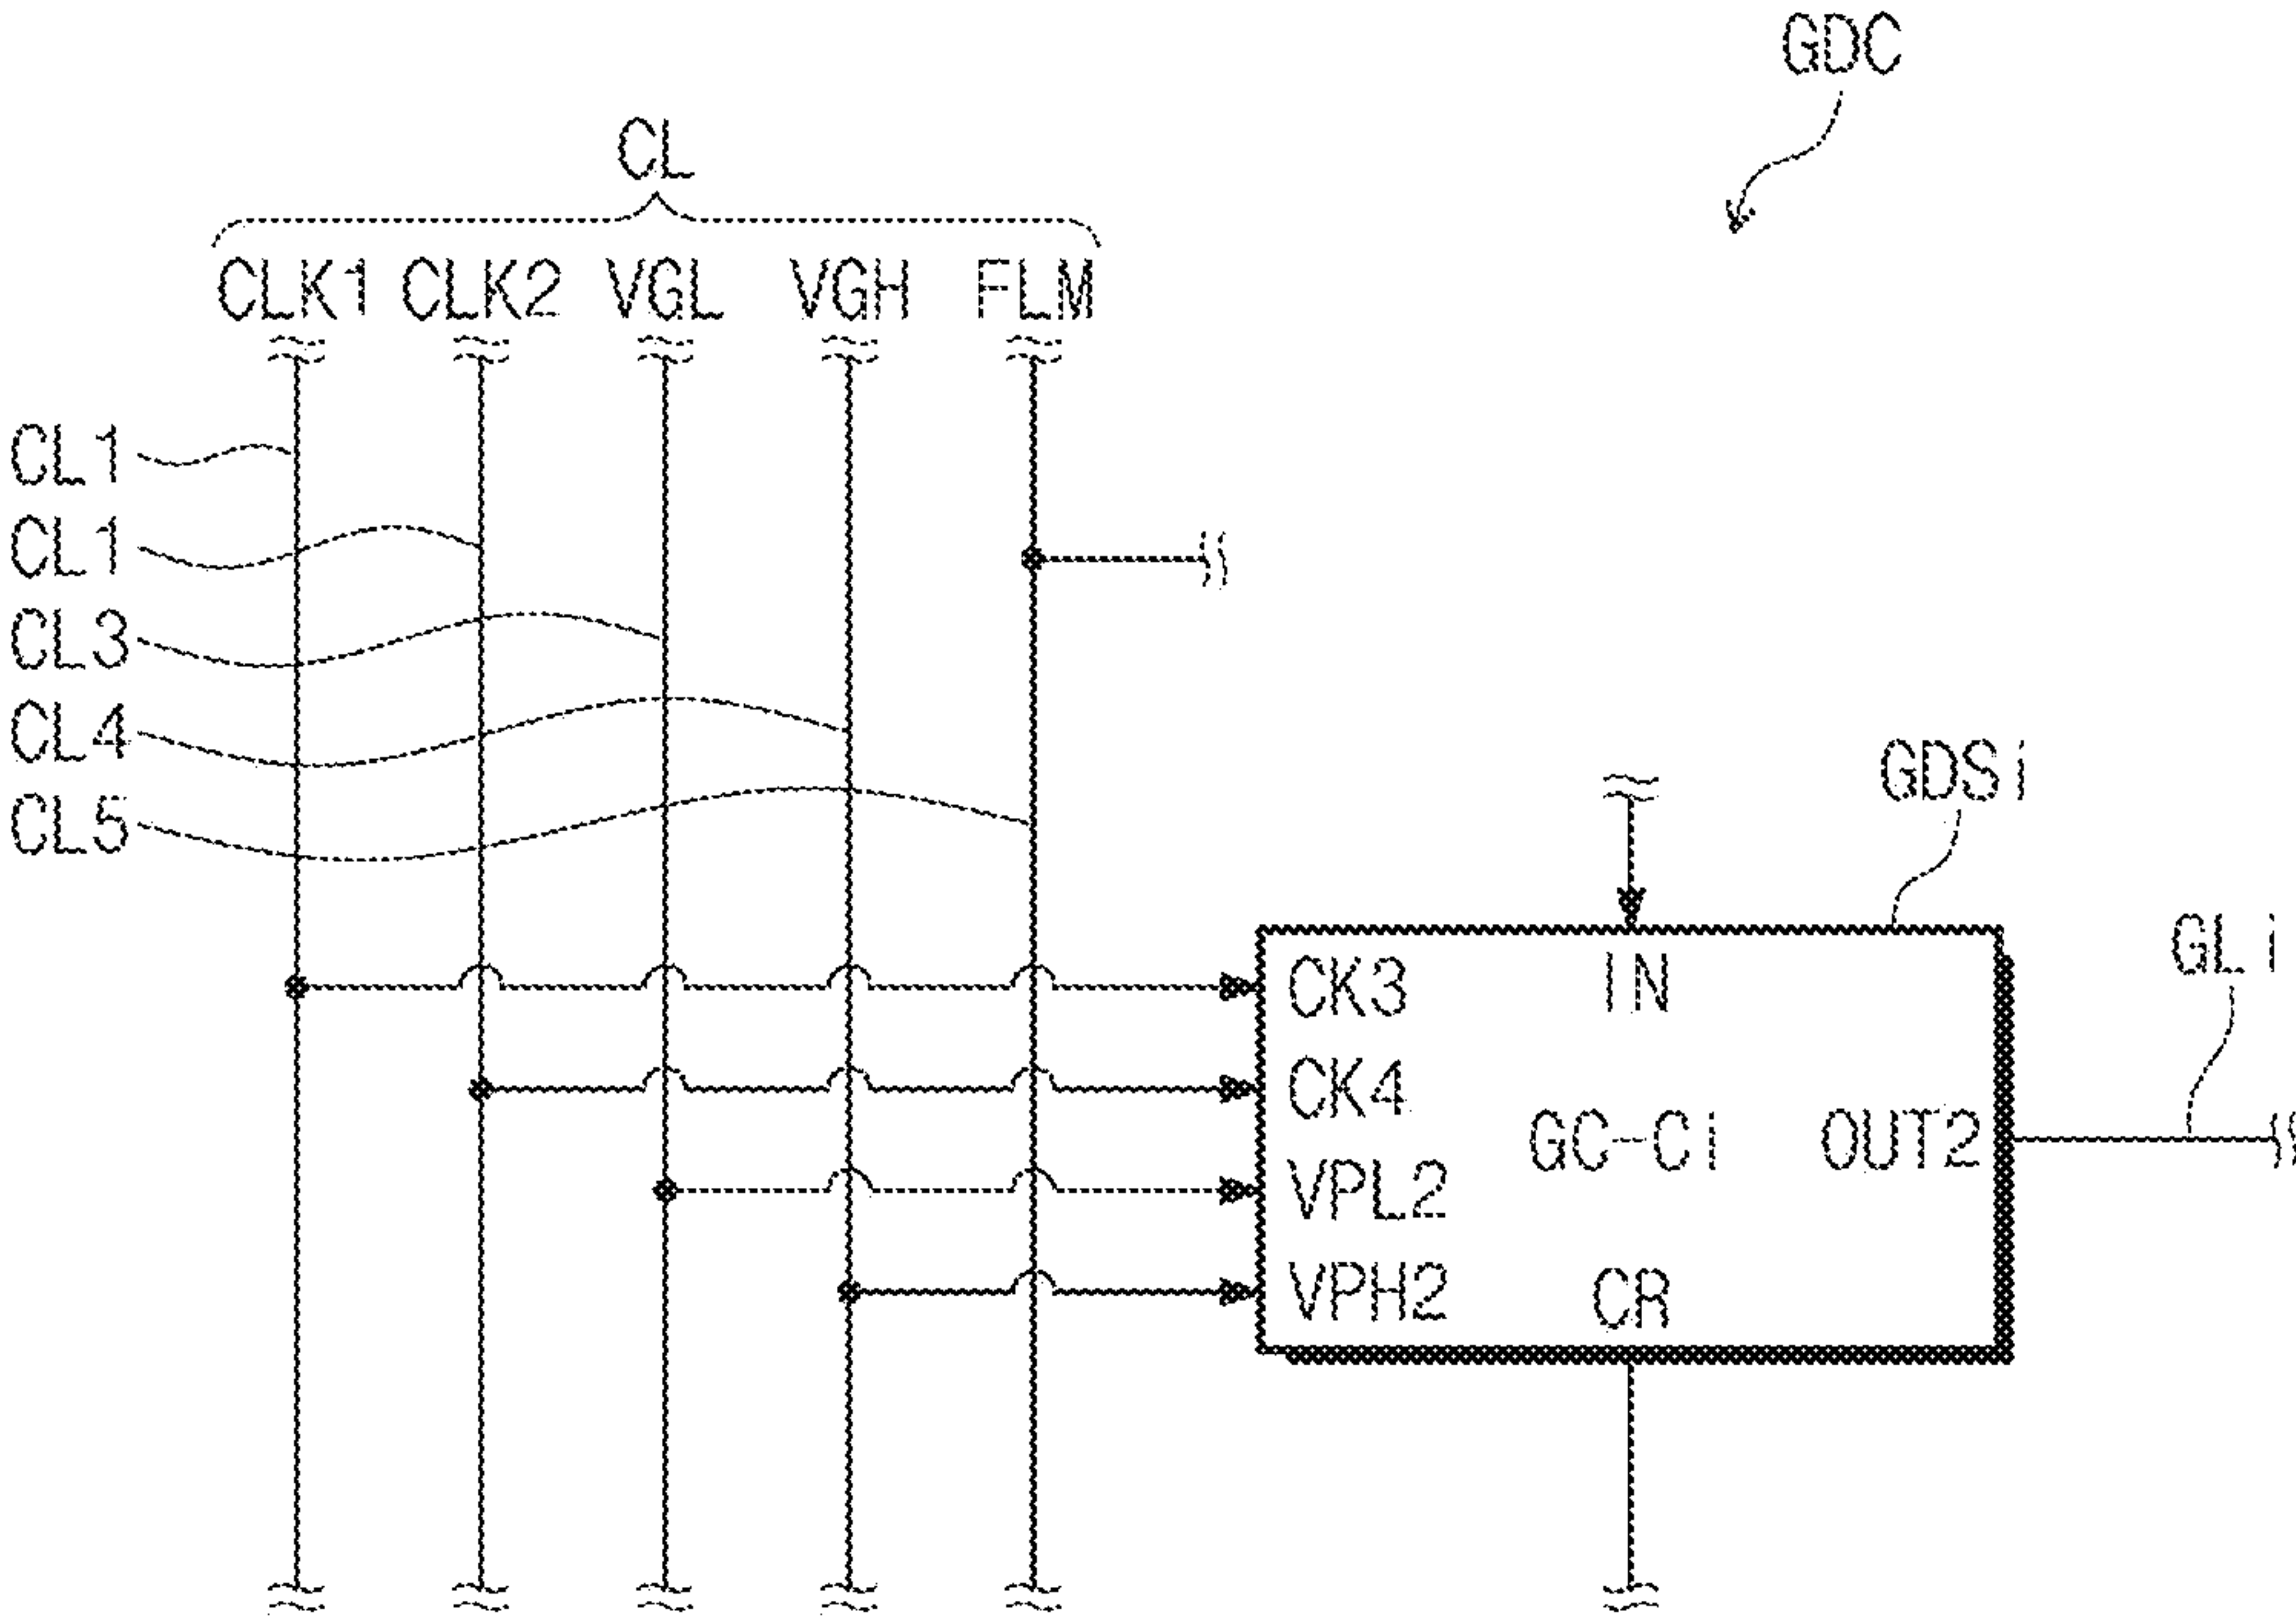 GDC
CL
CLK1 CLK2 VGL VGH FLM
CL1
CL1
CL3
CL4
CL5
GDSi
GLi
CK3 IN
CK4
GC-Ci OUT2
VPL2
VPH2 CR